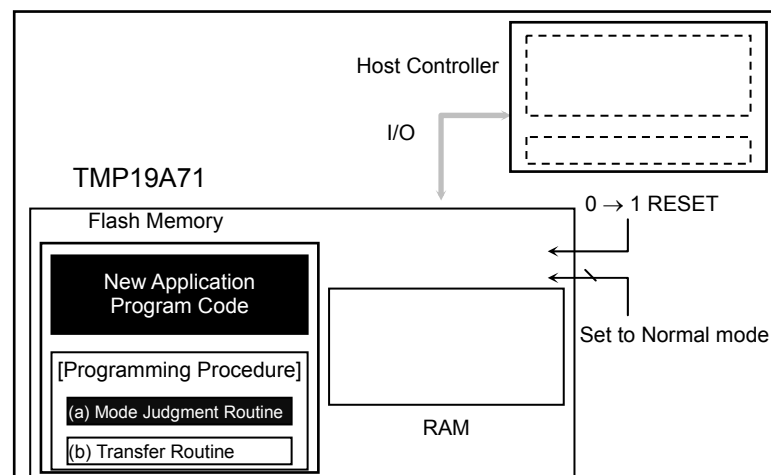 Host Controller
I/O
TMP19A71
0 → 1 RESET
Flash Memory
New Application
Program Code
Set to Normal mode
[Programming Procedure]
(a) Mode Judgment Routine
(b) Transfer Routine
RAM